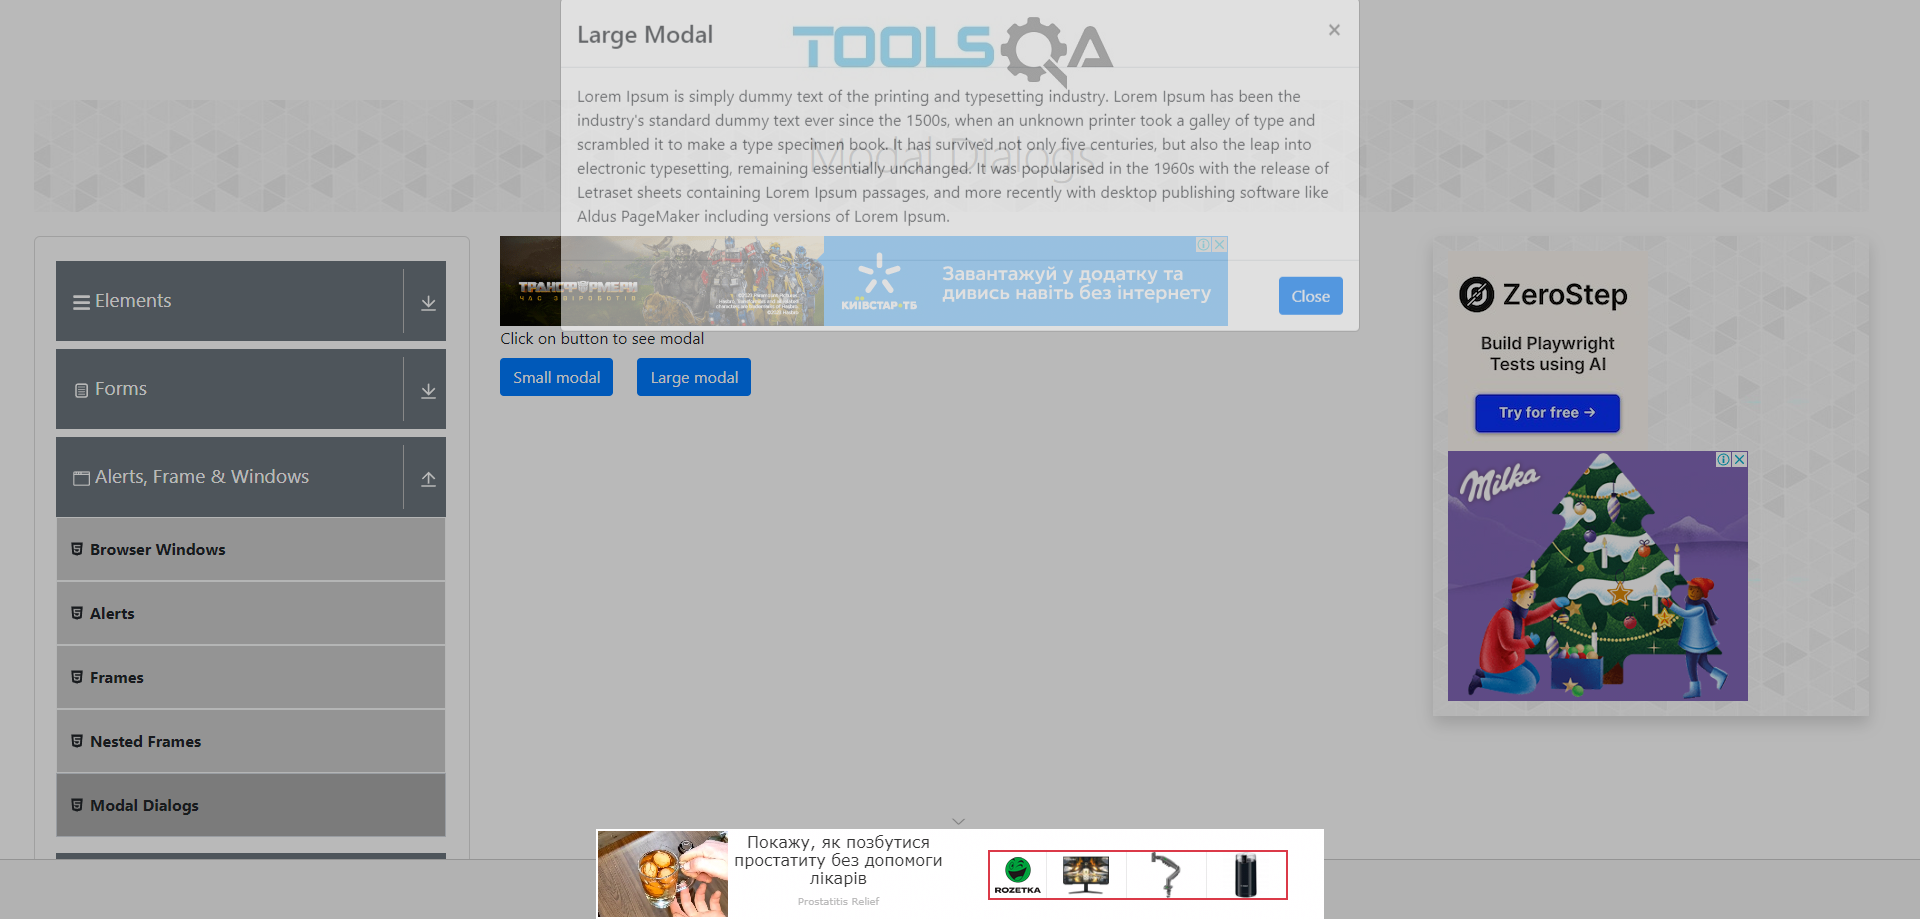 Large Modal
×
TOOLSQA
Lorem Ipsum is simply dummy text of the printing and typesetting industry. Lorem Ipsum has been the
industry's standard dummy text ever since the 1500s, when an unknown printer took a galley of type and
scrambled it to make a type specimen book. It has survived not only five centuries, but also the leap into
electronic typesetting, remaining essentially unchanged. It was popularised in the 1960s with the release of
Letraset sheets containing Lorem Ipsum passages, and more recently with desktop publishing software like
Aldus PageMaker including versions of Lorem Ipsum.
Modal Dialogs
Close
Elements
Forms
Alerts, Frame & Windows
Browser Windows
Alerts
Frames
Nested Frames
Modal Dialogs
ТРАНСФОРМЕРИ
ЧАС ЗВІРОБОТІВ
КИЇВСТАР ТБ
Завантажуй у додатку та
дивись навіть без інтернету
Click on button to see modal
Small modal
Large modal
ZeroStep
Build Playwright
Tests using AI
Try for free →
Milka
Покажу, як позбутися
простатиту без допомоги
лікарів
Prostatitis Relief
ROZETKA